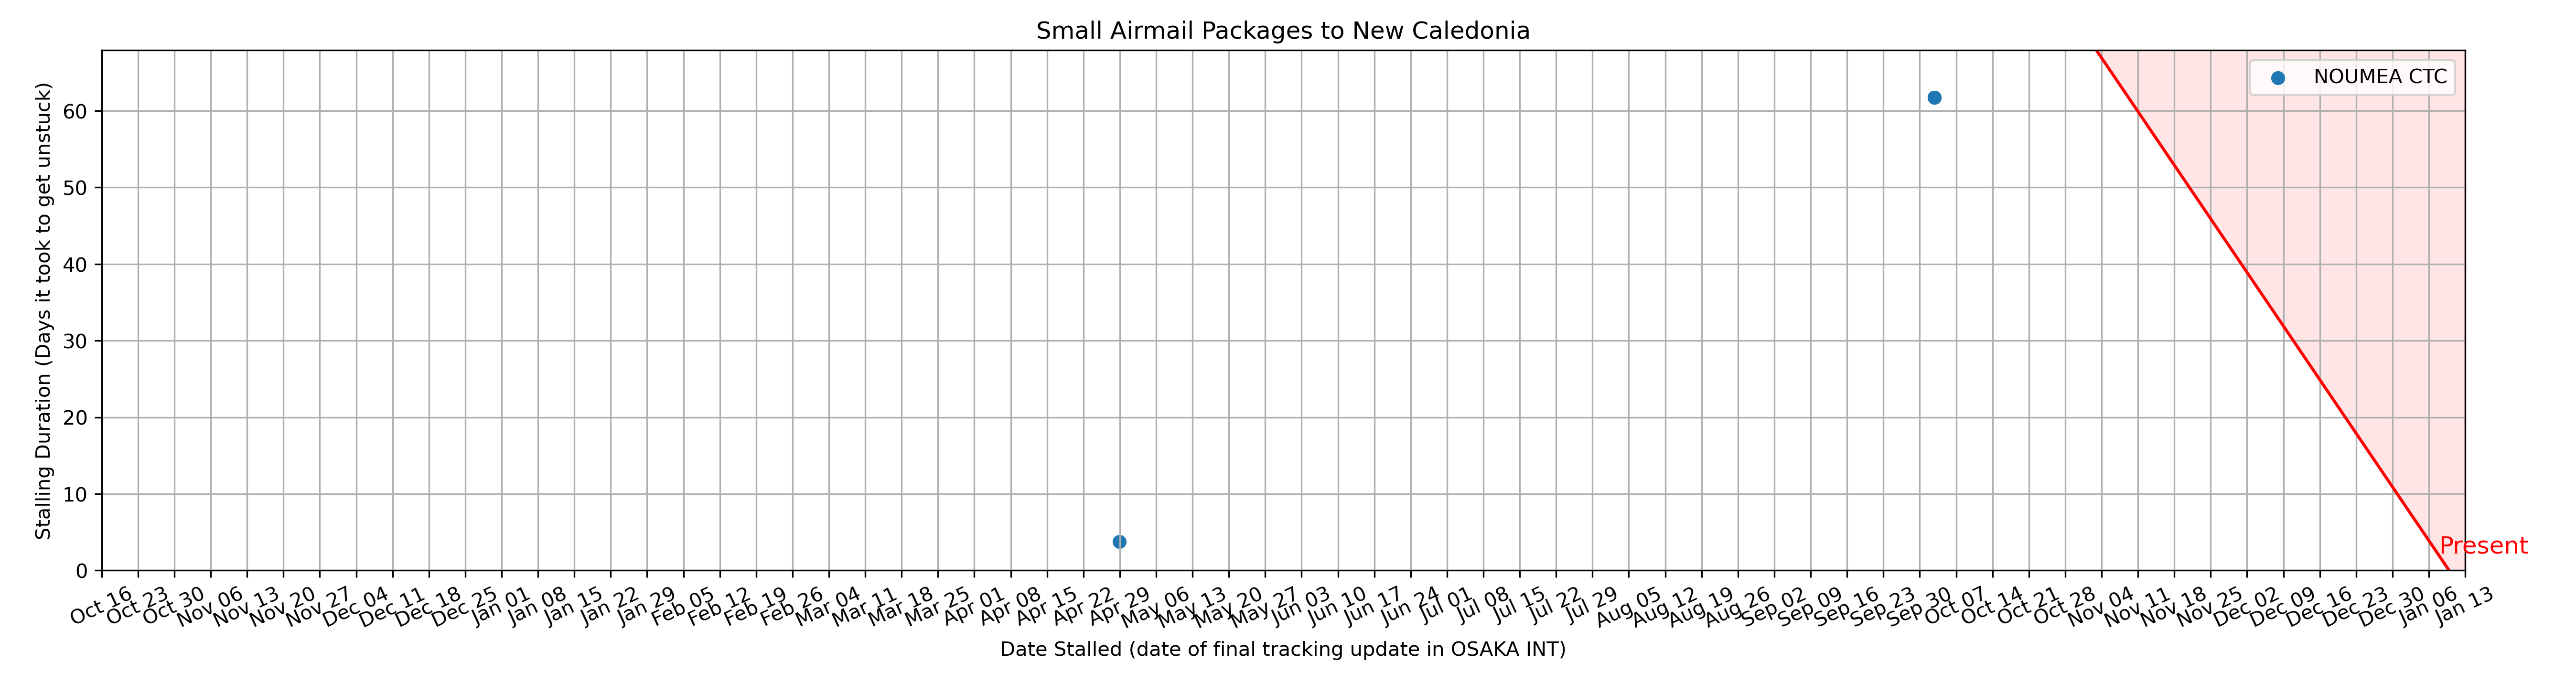 Small Airmail Packages to New Caledonia
NOUMEA CTC
Stalling Duration (Days it took to get unstuck)
60
50
40
30
20
10
0
Present
Oct 16
Oct 23
Oct 30
Nov 06
Nov 13
Nov 20
Nov 27
Dec 04
Dec 11
Dec 18
Dec 25
Jan 01
Jan 08
Jan 15
Jan 22
Jan 29
Feb 05
Feb 12
Feb 19
Feb 26
Mar 04
Mar 11
Mar 18
Mar 25
Apr 01
Apr 08
Apr 15
Apr 22
Apr 29
May 06
May 13
May 20
May 27
Jun 03
Jun 10
Jun 17
Jun 24
Jul 01
Jul 08
Jul 15
Jul 22
Jul 29
Aug 05
Aug 12
Aug 19
Aug 26
Sep 02
Sep 09
Sep 16
Sep 23
Sep 30
Oct 07
Oct 14
Oct 21
Oct 28
Nov 04
Nov 11
Nov 18
Nov 25
Dec 02
Dec 09
Dec 16
Dec 23
Dec 30
Jan 06
Jan 13
Date Stalled (date of final tracking update in OSAKA INT)